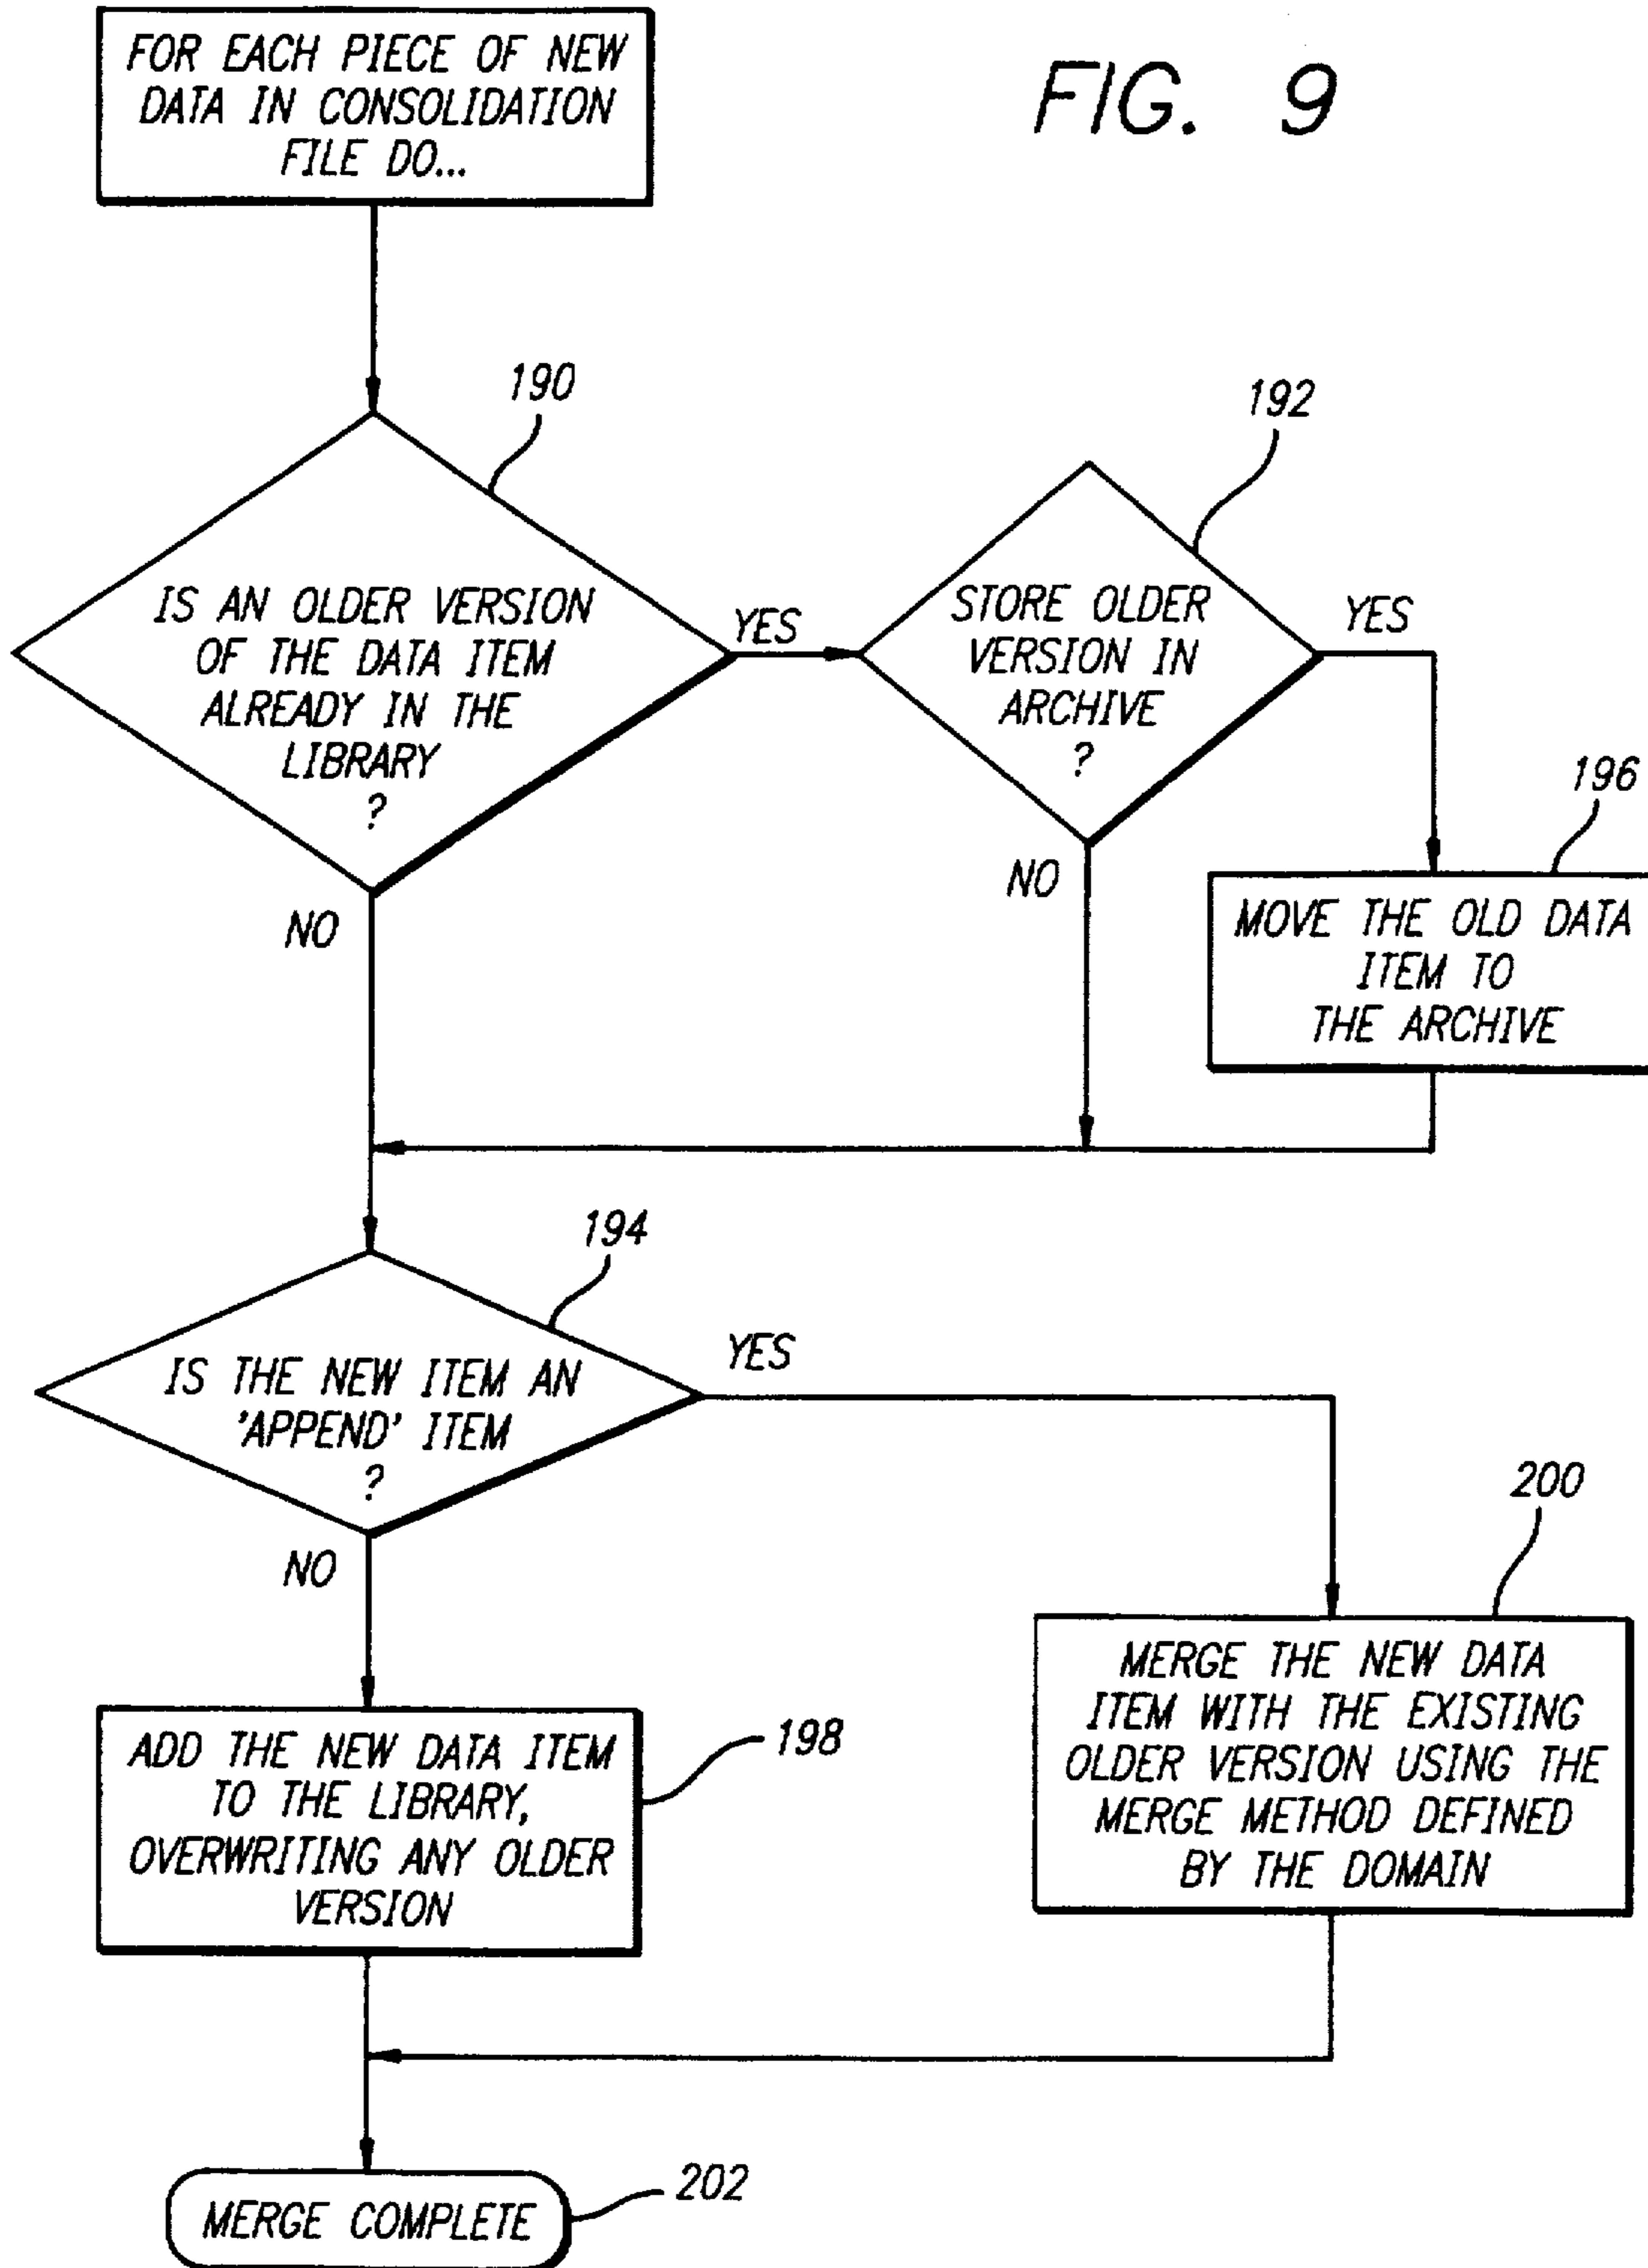 FOR EACH PIECE OF NEW
DATA IN CONSOLIDATION
FILE DO...
FIG. 9
190
IS AN OLDER VERSION
OF THE DATA ITEM
ALREADY IN THE
LIBRARY
?
YES
NO
192
STORE OLDER
VERSION IN
ARCHIVE
?
YES
NO
196
MOVE THE OLD DATA
ITEM TO
THE ARCHIVE
194
IS THE NEW ITEM AN
'APPEND' ITEM
?
YES
NO
200
MERGE THE NEW DATA
ITEM WITH THE EXISTING
OLDER VERSION USING THE
MERGE METHOD DEFINED
BY THE DOMAIN
ADD THE NEW DATA ITEM
TO THE LIBRARY,
OVERWRITING ANY OLDER
VERSION
198
MERGE COMPLETE
202